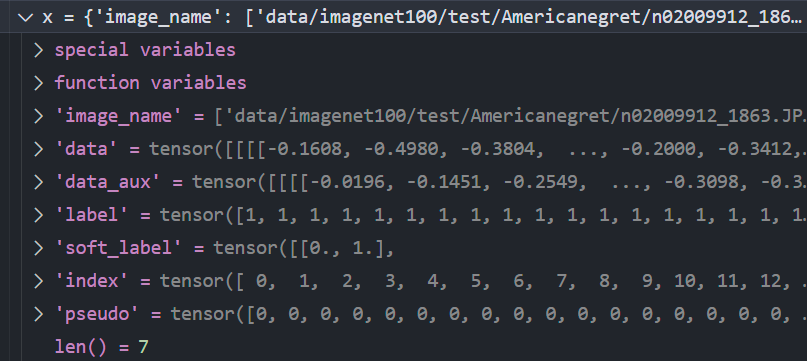 x = {'image_name': ['data/imagenet100/test/Americanegret/n02009912_186…
special variables
function variables
'image_name' = ['data/imagenet100/test/Americanegret/n02009912_1863.JP…
'data' = tensor([[[[-0.1608, -0.4980, -0.3804,  ..., -0.2000, -0.3412,…
'data_aux' = tensor([[[[-0.0196, -0.1451, -0.2549,  ..., -0.3098, -0.3…
'label' = tensor([1, 1, 1, 1, 1, 1, 1, 1, 1, 1, 1, 1, 1, 1, 1, 1, 1, 1…
'soft_label' = tensor([[0., 1.],
'index' = tensor([ 0,  1,  2,  3,  4,  5,  6,  7,  8,  9, 10, 11, 12, …
'pseudo' = tensor([0, 0, 0, 0, 0, 0, 0, 0, 0, 0, 0, 0, 0, 0, 0, 0, 0, …
len() = 7